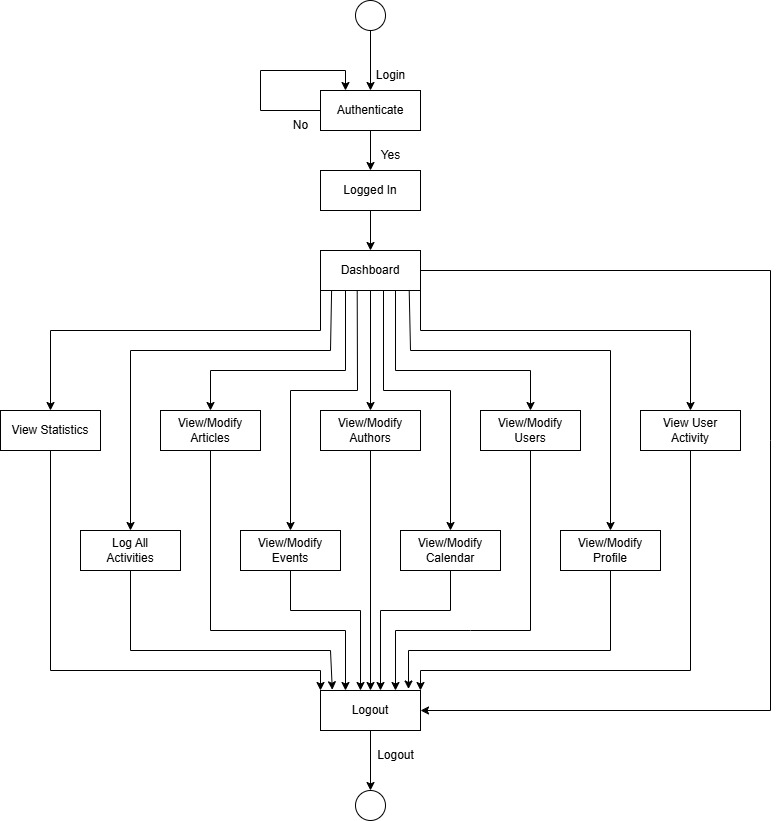 Login
Authenticate
No
Yes
Logged In
Dashboard
View Statistics
View/Modify
Articles
View/Modify
Authors
View/Modify
Users
View User
Activity
Log All
Activities
View/Modify
Events
View/Modify
Calendar
View/Modify
Profile
Logout
Logout